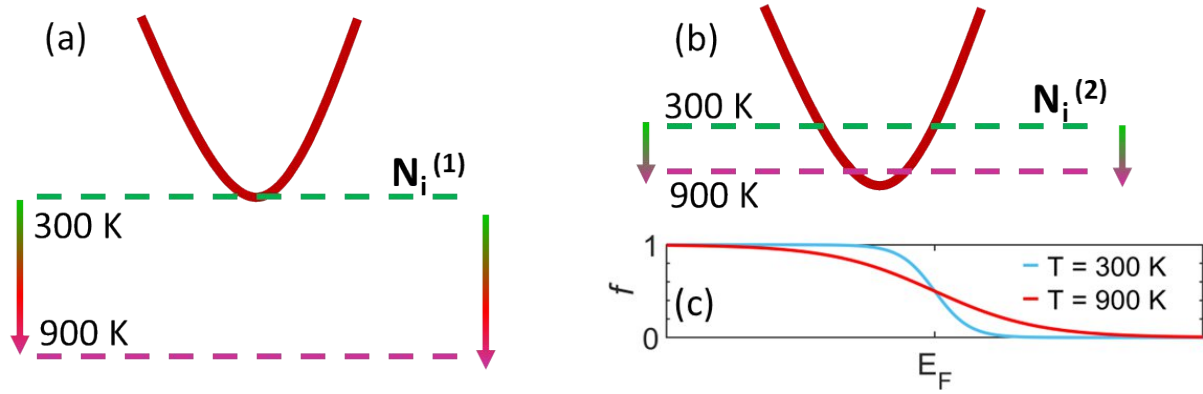 (a)
N_i^(1)
300 K
900 K
(b)
300 K
N_i^(2)
900 K
1
T = 300 K
T = 900 K
f
(c)
0
E_F